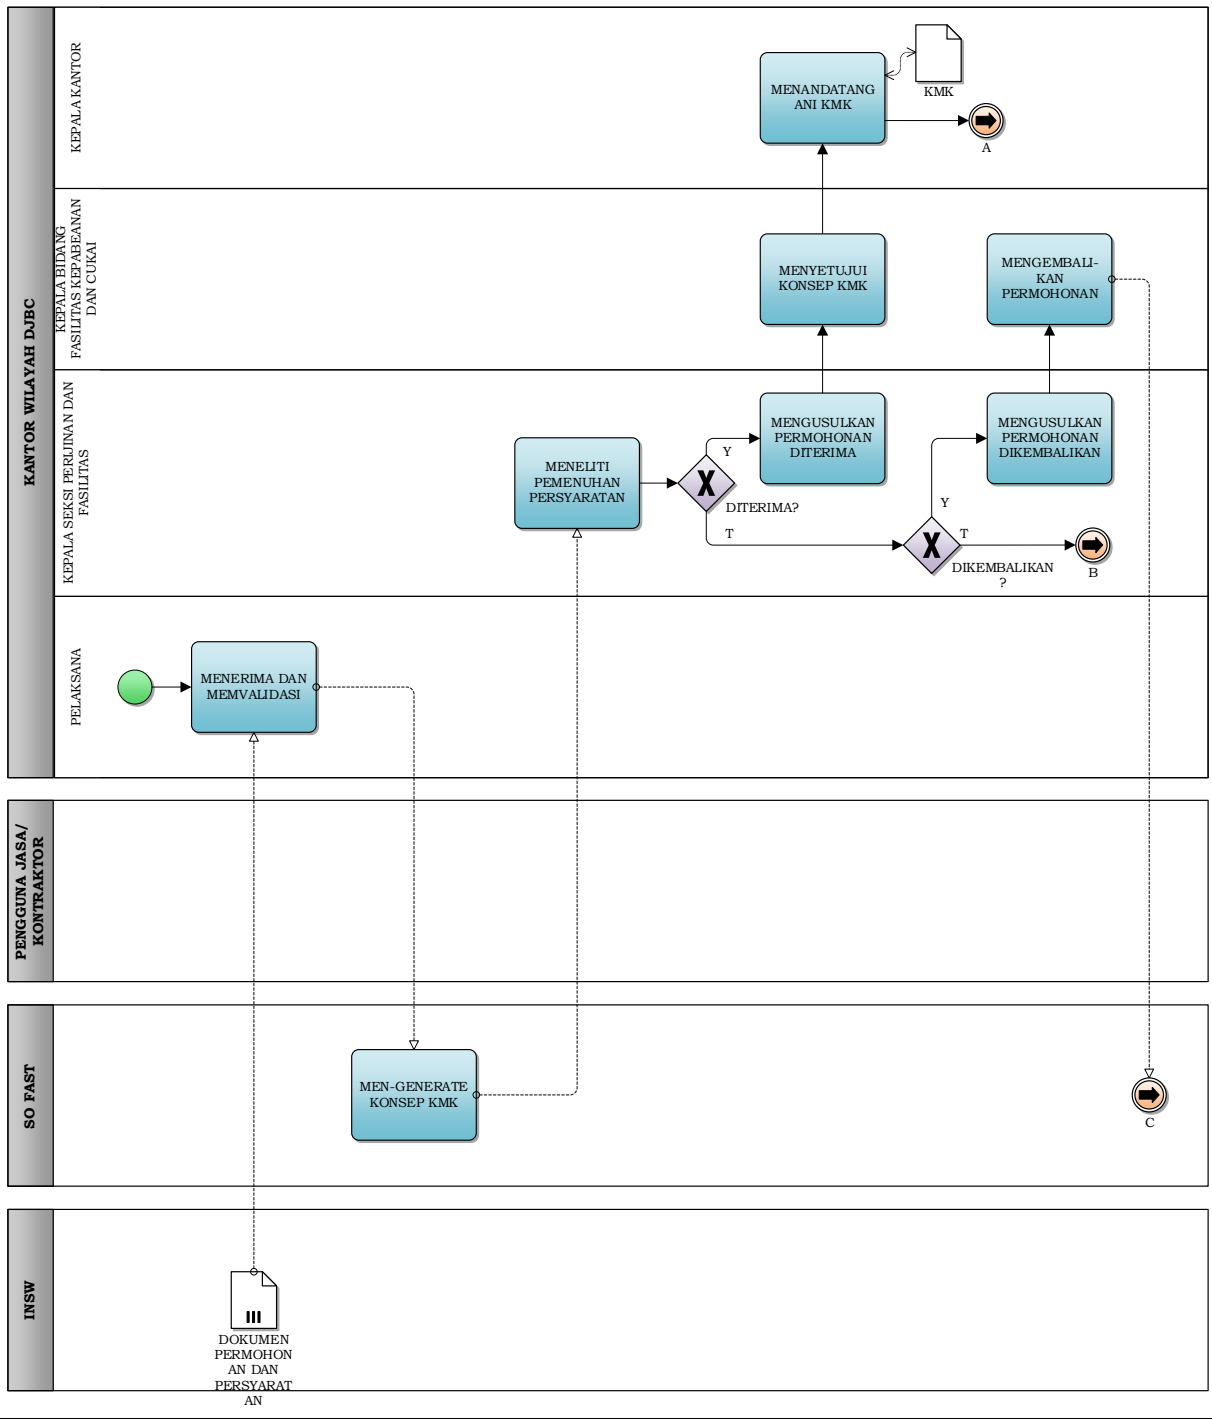 KANTOR WILAYAH DJBC
KEPALA KANTOR
MENANDATANG
ANI KMK
KMK
A
KEPALA BIDANG
FASILITAS KEPABEANAN
DAN CUKAI
MENYETUJUI
KONSEP KMK
MENGEMBALI-
KAN
PERMOHONAN
KEPALA SEKSI PERIJINAN DAN
FASILITAS
MENELITI
PEMENUHAN
PERSYARATAN
Y
DITERIMA?
T
MENGUSULKAN
PERMOHONAN
DITERIMA
MENGUSULKAN
PERMOHONAN
DIKEMBALIKAN
Y
T
DIKEMBALIKAN
?
B
PELAKSANA
MENERIMA DAN
MEMVALIDASI
PENGGUNA JASA/
KONTRAKTOR
SO FAST
MEN-GENERATE
KONSEP KMK
C
INSW
DOKUMEN
PERMOHON
AN DAN
PERSYARAT
AN